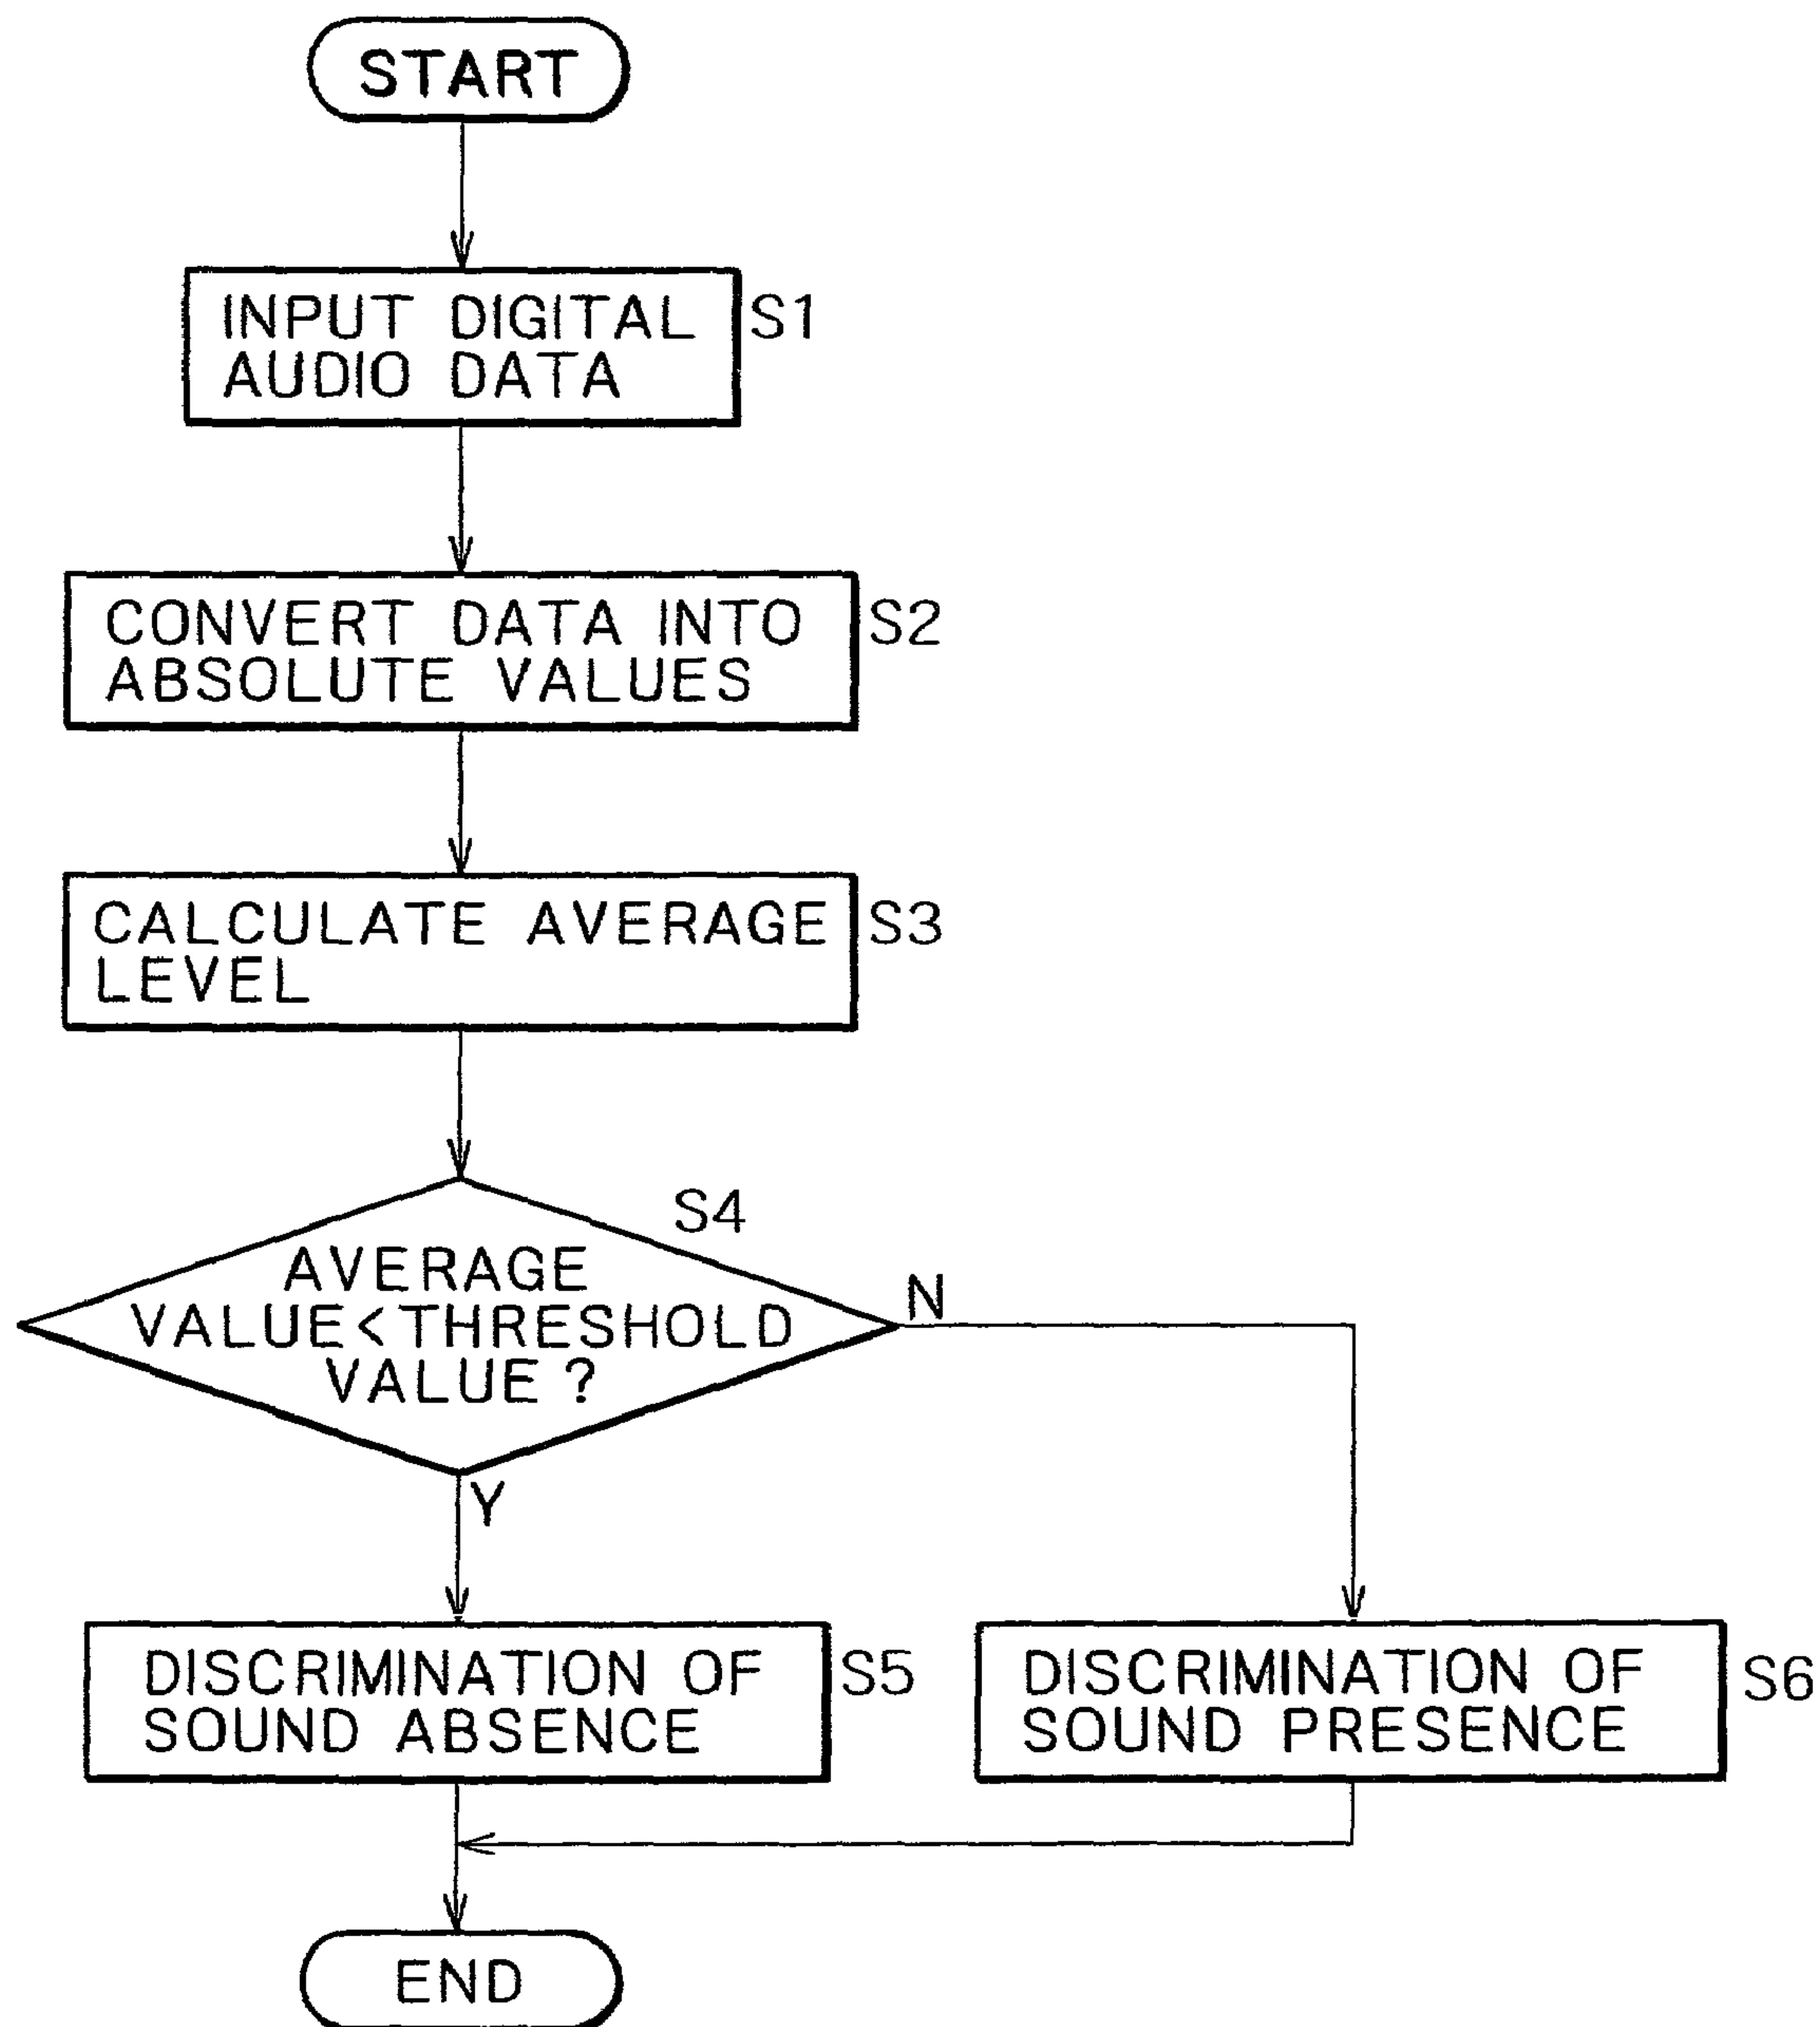 START
INPUT DIGITAL
AUDIO DATA
S1
CONVERT DATA INTO
ABSOLUTE VALUES
S2
CALCULATE AVERAGE
LEVEL
S3
S4
AVERAGE
VALUE<THRESHOLD
VALUE ?
N
Y
DISCRIMINATION OF
SOUND ABSENCE
S5
DISCRIMINATION OF
SOUND PRESENCE
S6
END